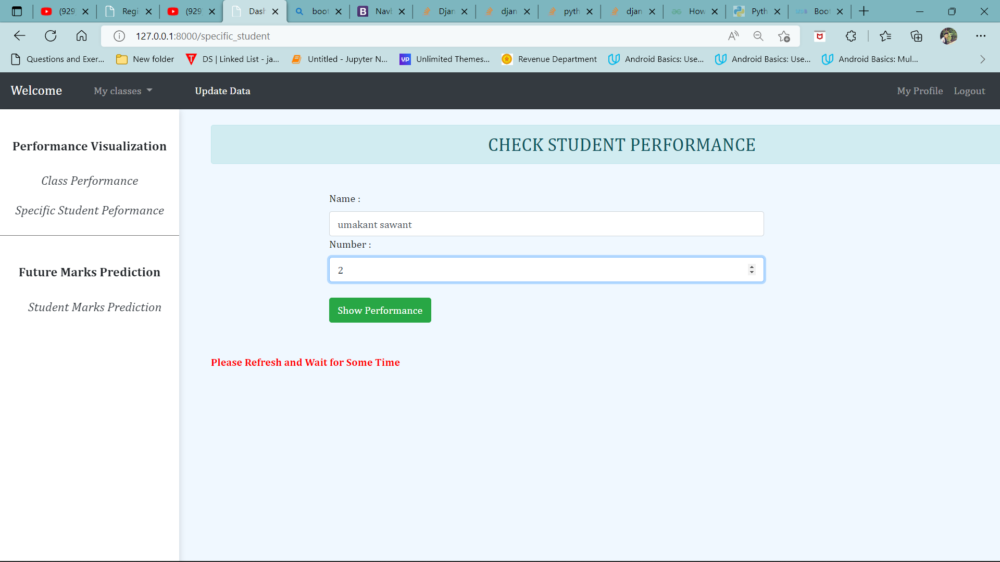 (929
Regi
(929
Dash
boot
Navb
Djan
djan
pyth
djan
How
Pyth
Boot
127.0.0.1:8000/specific_student
Questions and Exer...
New folder
DS | Linked List - ja...
Untitled - Jupyter N...
up Unlimited Themes...
Revenue Department
Android Basics: Use...
Android Basics: Use...
Android Basics: Mul...
Welcome
My classes
Update Data
My Profile
Logout
Performance Visualization
Class Performance
Specific Student Peformance
Future Marks Prediction
Student Marks Prediction
CHECK STUDENT PERFORMANCE
Name :
umakant sawant
Number :
2
Show Performance
Please Refresh and Wait for Some Time